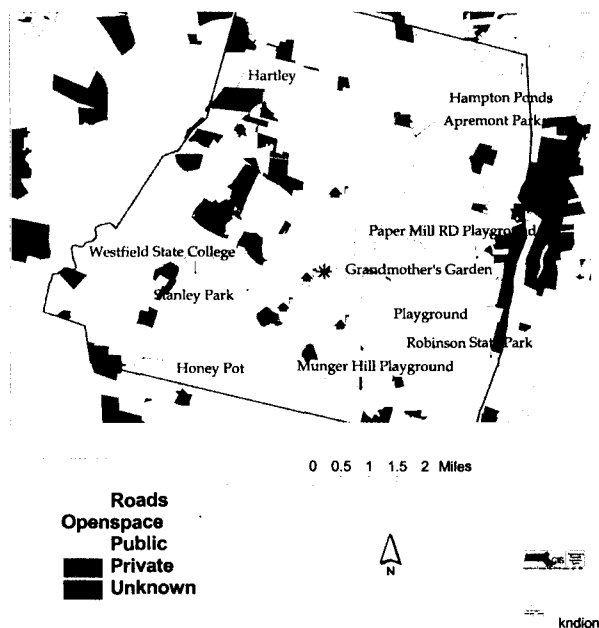 Hartley
Hampton Ponds
Apremont Park
Paper Mill RD Playground
Westfield State College
Grandmother's Garden
Stanley Park
Playground
Robinson State Park
Honey Pot
Munger Hill Playground
0 0.5 1 1.5 2 Miles
Roads
Openspace
Public
Private
Unknown
N
kndion